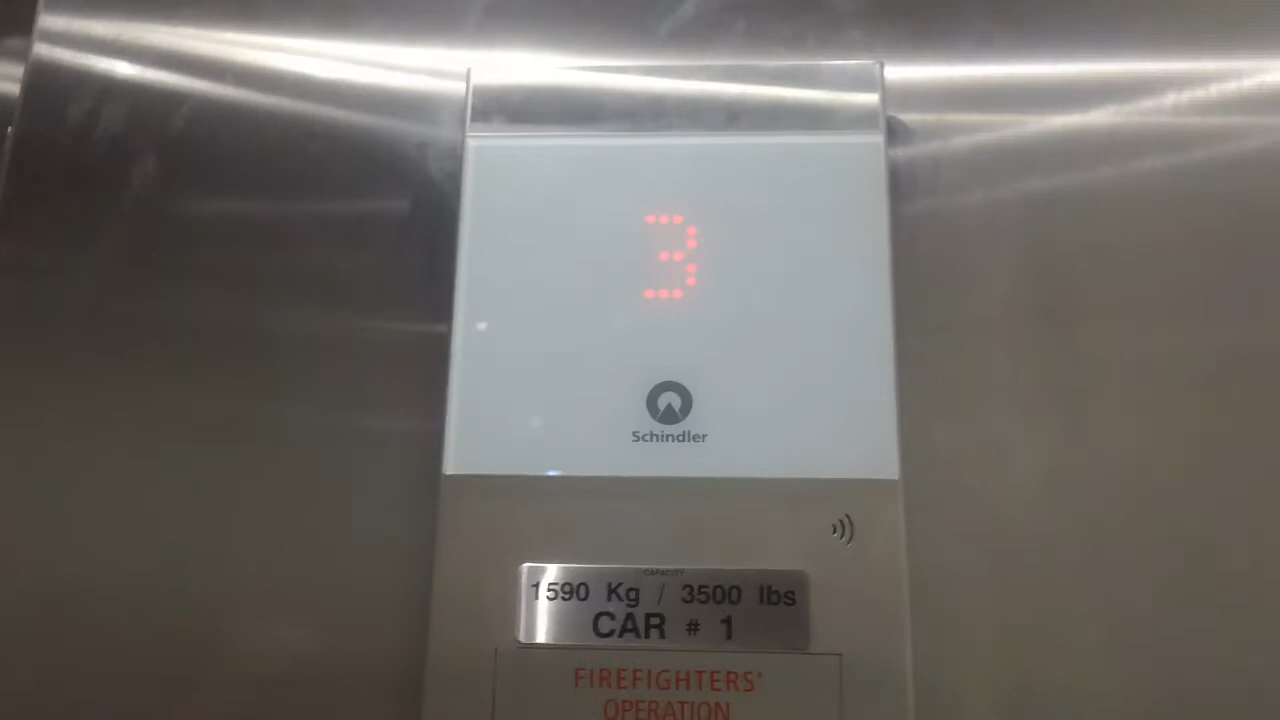 3
Schindler
CAPACITY
1590 Kg / 3500 lbs
CAR # 1
FIREFIGHTERS'
OPERATION